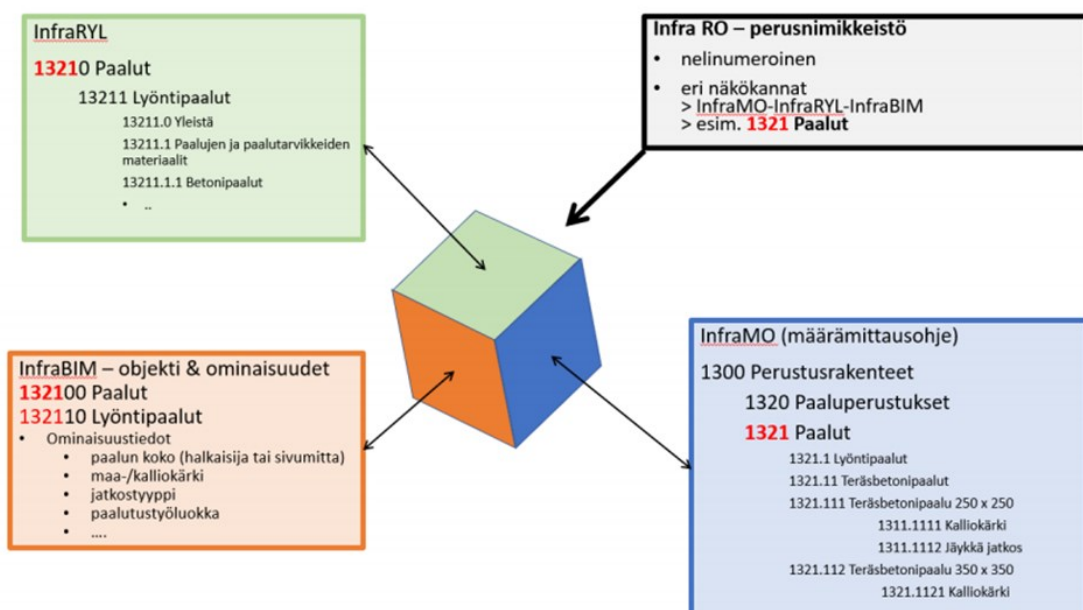 InfraRYL
13210 Paalut
13211 Lyöntipaalut
13211.0 Yleistä
13211.1 Paalujen ja paalutarvikkeiden
materiaalit
13211.1.1 Betonipaalut
• ..
Infra RO – perusnimikkeistö
• nelinumeroinen
• eri näkökannat
> InfraMO-InfraRYL-InfraBIM
> esim. 1321 Paalut
InfraBIM – objekti & ominaisuudet
132100 Paalut
132110 Lyöntipaalut
• Ominaisuustiedot
• paalun koko (halkaisija tai sivumitta)
• maa-/kalliokärki
• jatkostyyppi
• paalutustyöluokka
• ....
InfraMO (määrämittausohje)
1300 Perustusrakenteet
1320 Paaluperustukset
1321 Paalut
1321.1 Lyöntipaalut
1321.11 Teräsbetonipaalut
1321.111 Teräsbetonipaalu 250 x 250
1311.1111 Kalliokärki
1311.1112 Jäykkä jatkos
1321.112 Teräsbetonipaalu 350 x 350
1321.1121 Kalliokärki